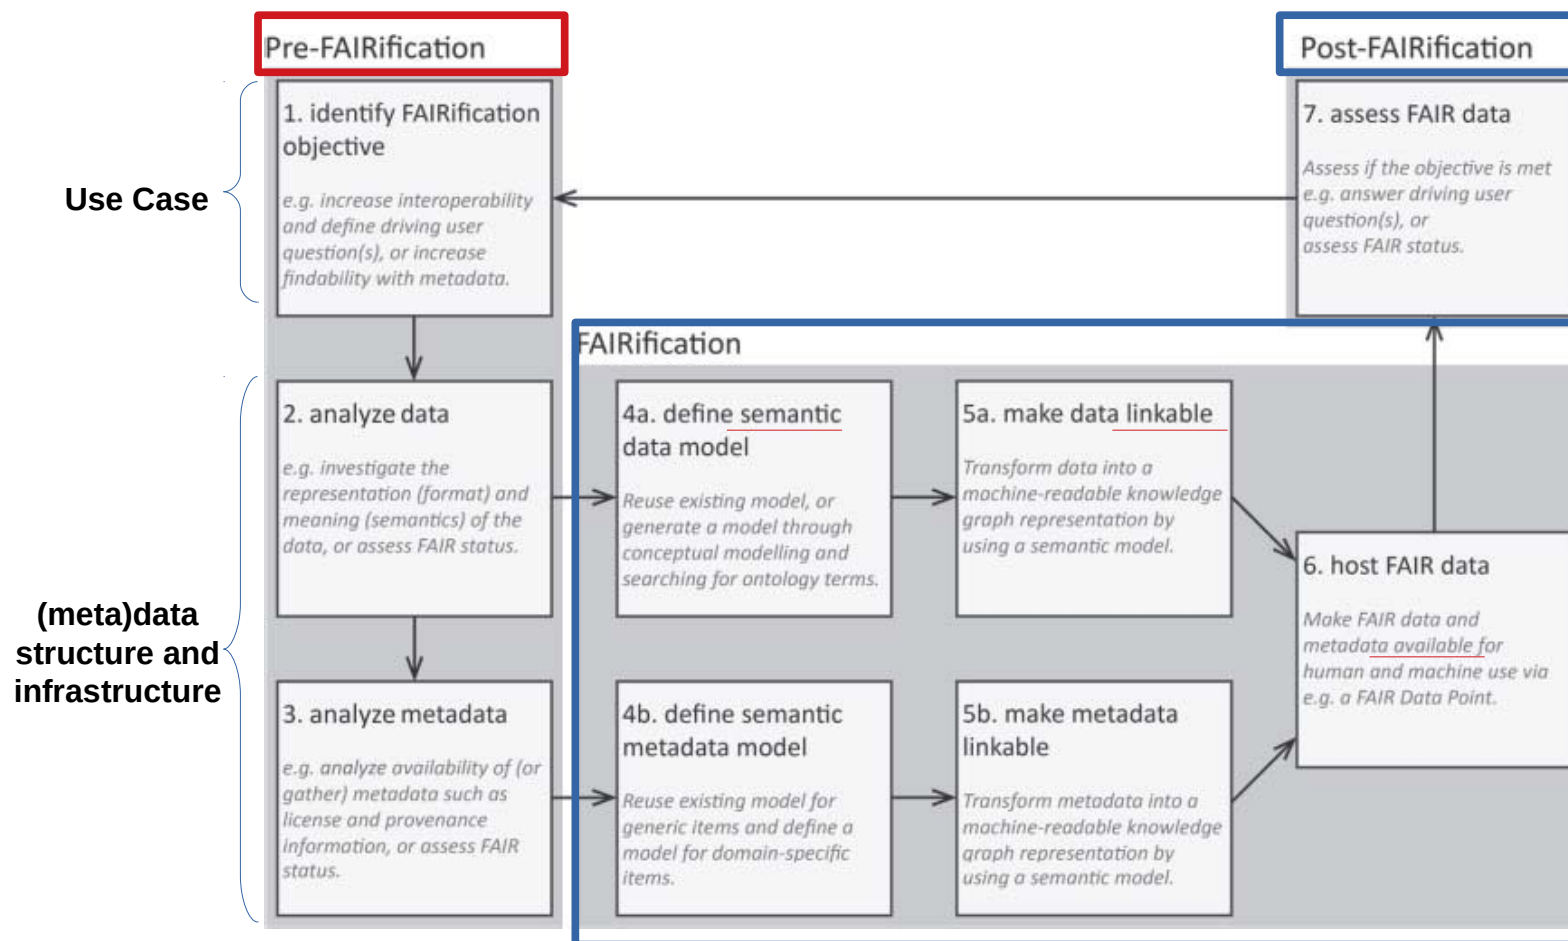 Pre-FAIRification
Post-FAIRification
Use Case
1. identify FAIRification
objective
e.g. increase interoperability
and define driving user
question(s), or increase
findability with metadata.
7. assess FAIR data
Assess if the objective is met
e.g. answer driving user
question(s), or
assess FAIR status.
FAIRification
(meta)data
structure and
infrastructure
2. analyze data
e.g. investigate the
representation (format) and
meaning (semantics) of the
data, or assess FAIR status.
4a. define semantic
data model
Reuse existing model, or
generate a model through
conceptual modelling and
searching for ontology terms.
5a. make data linkable
Transform data into a
machine-readable knowledge
graph representation by
using a semantic model.
6. host FAIR data
Make FAIR data and
metadata available for
human and machine use via
e.g. a FAIR Data Point.
3. analyze metadata
e.g. analyze availability of (or
gather) metadata such as
license and provenance
information, or assess FAIR
status.
4b. define semantic
metadata model
Reuse existing model for
generic items and define a
model for domain-specific
items.
5b. make metadata
linkable
Transform metadata into a
machine-readable knowledge
graph representation by
using a semantic model.